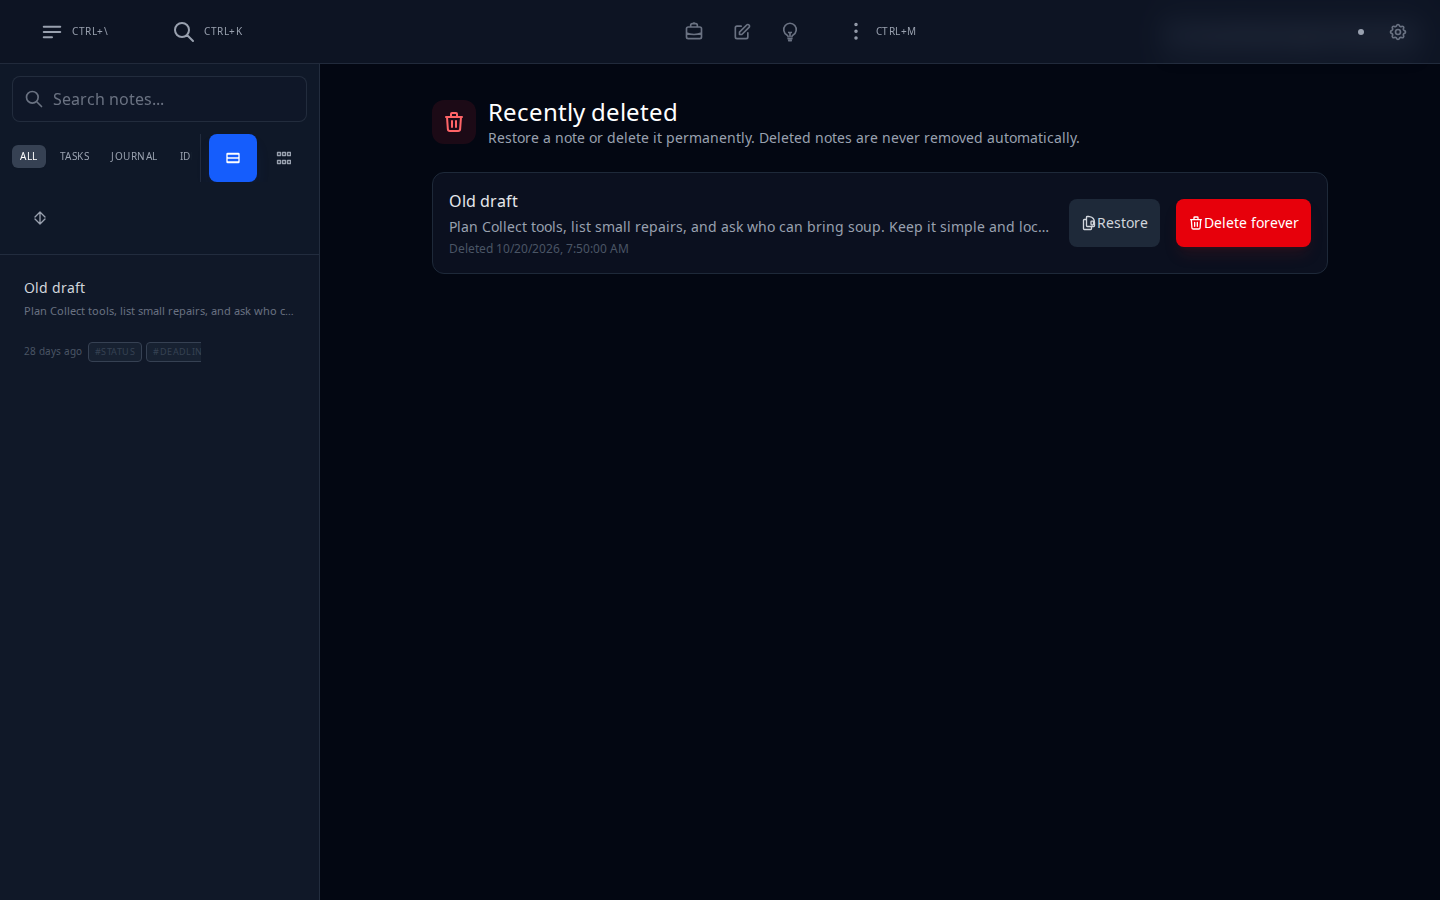 CTRL+\
CTRL+K
CTRL+M
Search notes...
ALL TASKS JOURNAL ID
Old draft
Plan Collect tools, list small repairs, and ask who c...
28 days ago #STATUS #DEADLIN
Recently deleted
Restore a note or delete it permanently. Deleted notes are never removed automatically.
Old draft
Plan Collect tools, list small repairs, and ask who can bring soup. Keep it simple and loc...
Deleted 10/20/2026, 7:50:00 AM
Restore
Delete forever